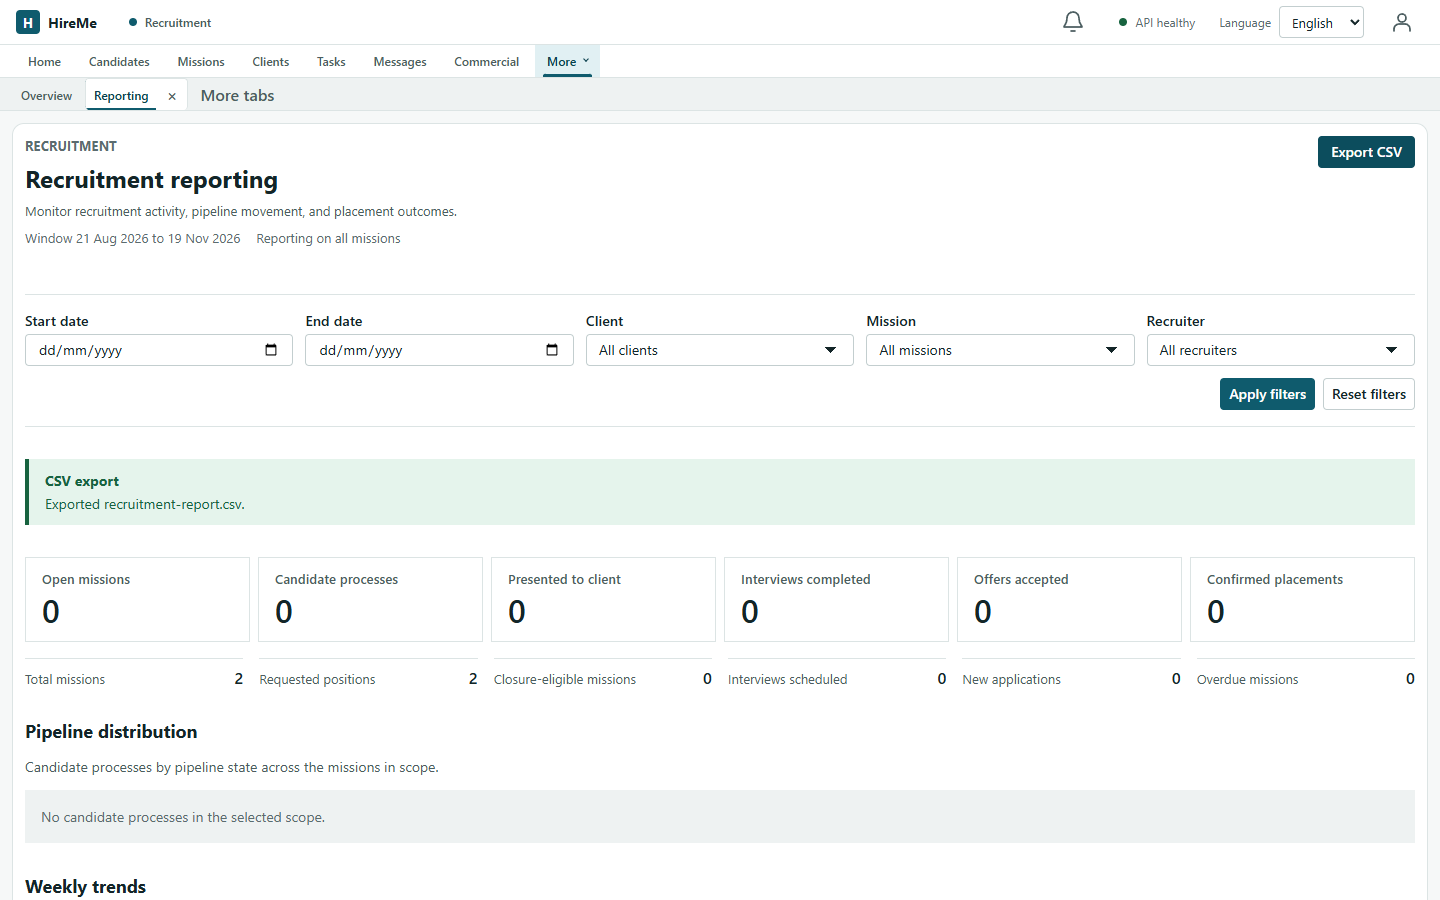 H HireMe
Recruitment
API healthy
Language
English
Home
Candidates
Missions
Clients
Tasks
Messages
Commercial
More
Overview
Reporting
More tabs
RECRUITMENT
Export CSV
Recruitment reporting
Monitor recruitment activity, pipeline movement, and placement outcomes.
Window 21 Aug 2026 to 19 Nov 2026
Reporting on all missions
Start date
End date
Client
Mission
Recruiter
dd/mm/yyyy
dd/mm/yyyy
All clients
All missions
All recruiters
Apply filters
Reset filters
CSV export
Exported recruitment-report.csv.
Open missions
0
Candidate processes
0
Presented to client
0
Interviews completed
0
Offers accepted
0
Confirmed placements
0
Total missions 2
Requested positions 2
Closure-eligible missions 0
Interviews scheduled 0
New applications 0
Overdue missions 0
Pipeline distribution
Candidate processes by pipeline state across the missions in scope.
No candidate processes in the selected scope.
Weekly trends